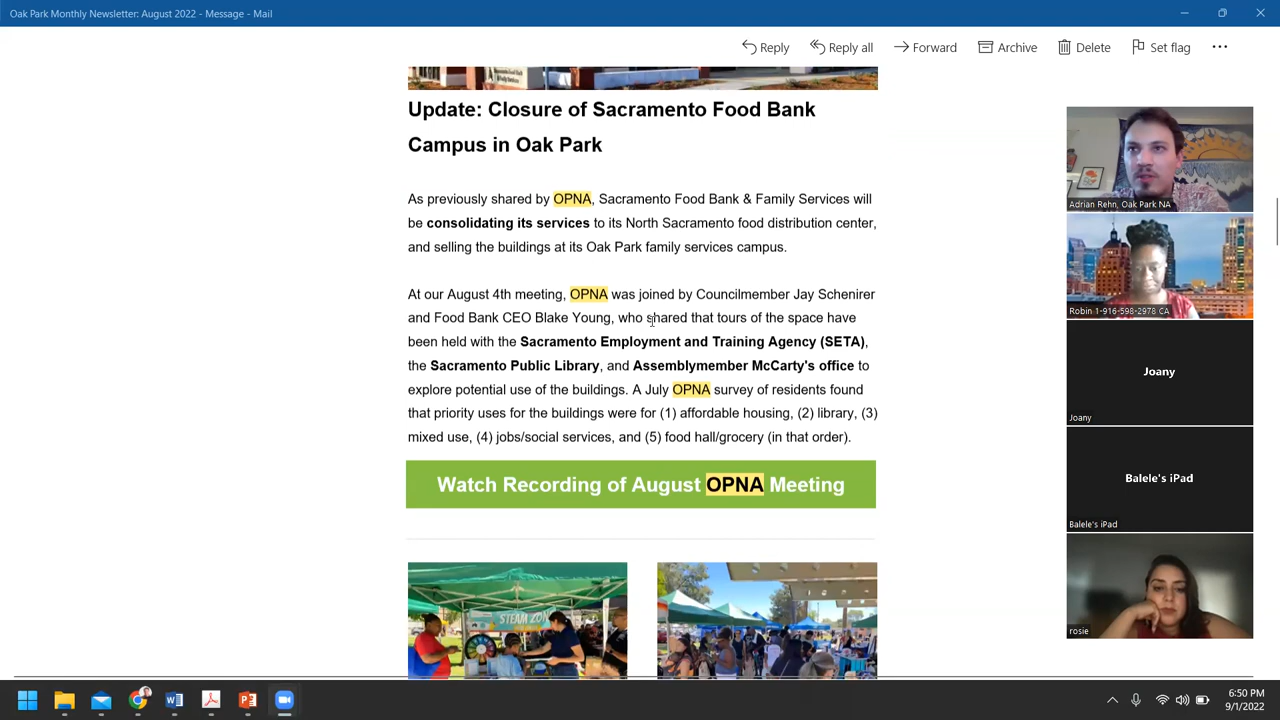 Oak Park Monthly Newsletter: August 2022 - Message - Mail
Reply
Reply all
Forward
Archive
Delete
Set flag
Update: Closure of Sacramento Food Bank
Campus in Oak Park
As previously shared by OPNA, Sacramento Food Bank & Family Services will
be consolidating its services to its North Sacramento food distribution center,
and selling the buildings at its Oak Park family services campus.
At our August 4th meeting, OPNA was joined by Councilmember Jay Schenirer
and Food Bank CEO Blake Young, who shared that tours of the space have
been held with the Sacramento Employment and Training Agency (SETA),
the Sacramento Public Library, and Assemblymember McCarty's office to
explore potential use of the buildings. A July OPNA survey of residents found
that priority uses for the buildings were for (1) affordable housing, (2) library, (3)
mixed use, (4) jobs/social services, and (5) food hall/grocery (in that order).
Watch Recording of August OPNA Meeting
STEAM ZONE
Adrian Rehn, Oak Park NA
Robin 1-916-598-2978 CA
Joany
Joany
Balele's iPad
Balele's iPad
rosie
6:50 PM
9/1/2022